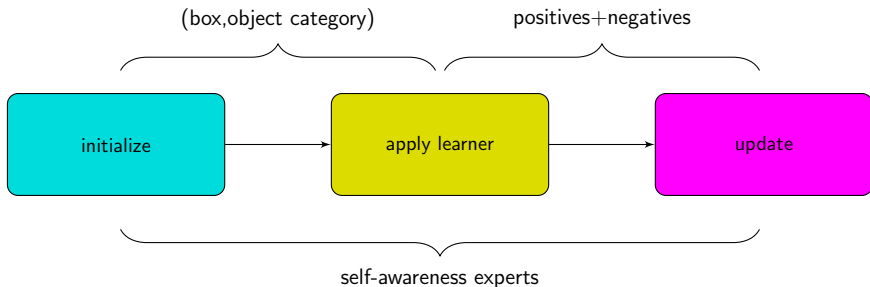 (box,object category)
positives+negatives
initialize
apply learner
update
self-awareness experts